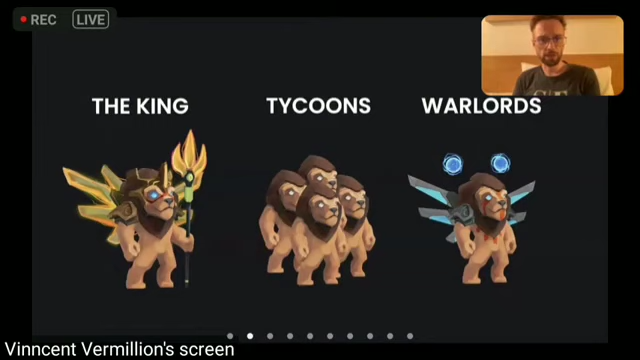 REC LIVE
THE KING TYCOONS WARLORDS
Vinncent Vermillion's screen